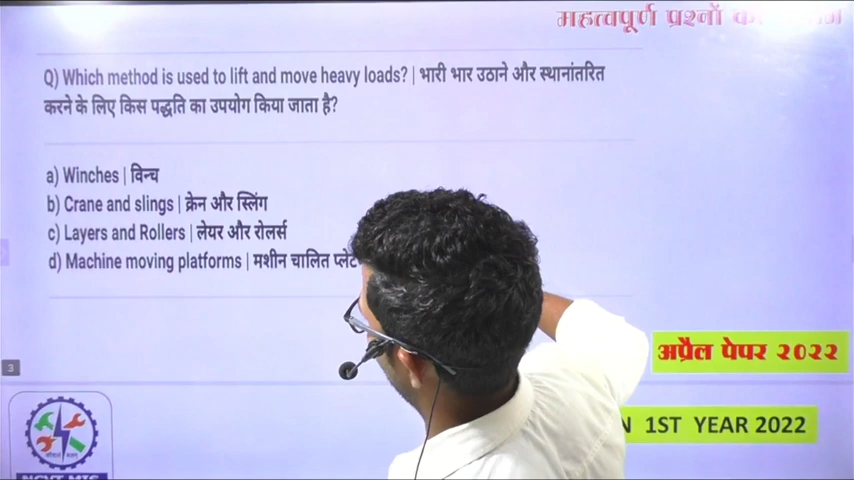 महत्वपूर्ण प्रश्नों
Q) Which method is used to lift and move heavy loads? | भारी भार उठाने और स्थानांतरित
करने के लिए किस पद्धति का उपयोग किया जाता है?
a) Winches | विन्च
b) Crane and slings | क्रेन और स्लिंग
c) Layers and Rollers | लेयर और रोलर्स
d) Machine moving platforms | मशीन चालित
अप्रैल पेपर २०२२
3
N 1ST YEAR 2022
NCVT MIS